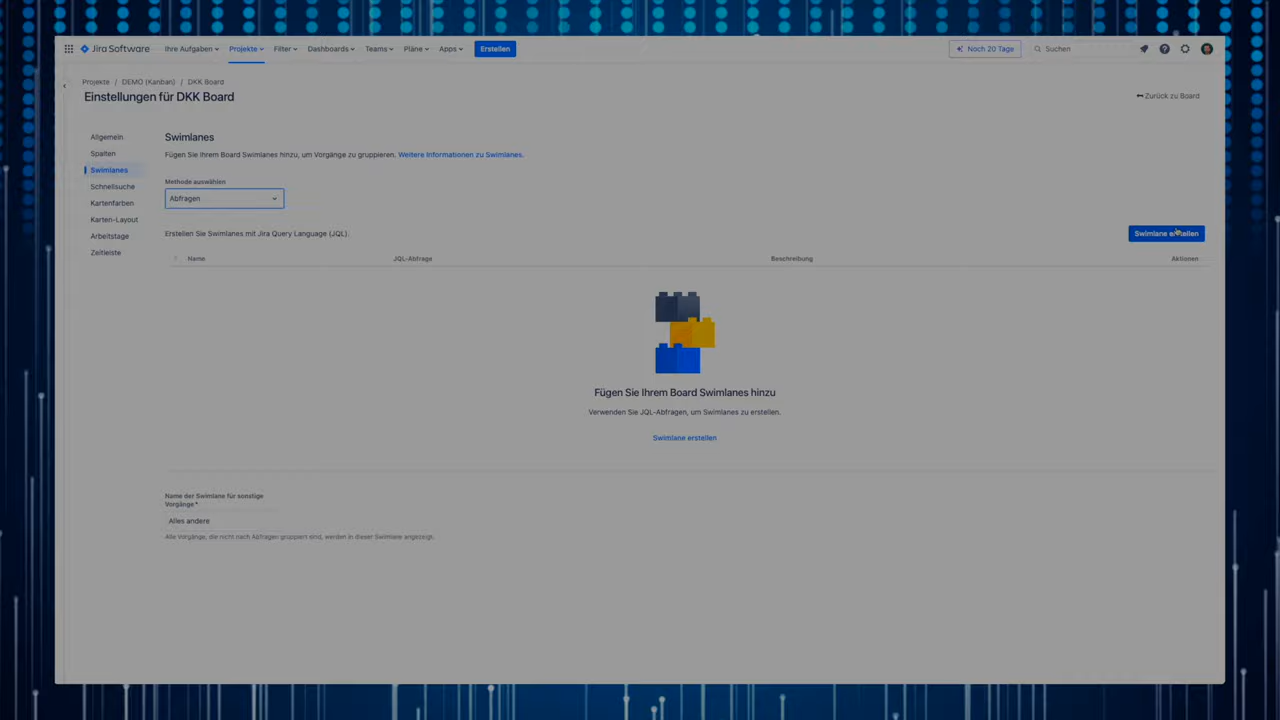 Jira Software Ihre Aufgaben Projekte Filter Dashboards Teams Pläne Apps Erstellen Noch 20 Tage Suchen
Projekte / DEMO (Kanban) / DKK Board
Einstellungen für DKK Board
Zurück zu Board
Allgemein
Spalten
Swimlanes
Schnellsuche
Kartenfarben
Karten-Layout
Arbeitstage
Zeitleiste
Swimlanes
Fügen Sie Ihrem Board Swimlanes hinzu, um Vorgänge zu gruppieren. Weitere Informationen zu Swimlanes.
Methode auswählen
Abfragen
Erstellen Sie Swimlanes mit Jira Query Language (JQL).
Swimlane erstellen
Name JQL-Abfrage Beschreibung Aktionen
Fügen Sie Ihrem Board Swimlanes hinzu
Verwenden Sie JQL-Abfragen, um Swimlanes zu erstellen.
Swimlane erstellen
Name der Swimlane für sonstige
Vorgänge*
Alles andere
Alle Vorgänge, die nicht nach Abfragen gruppiert sind, werden in dieser Swimlane angezeigt.